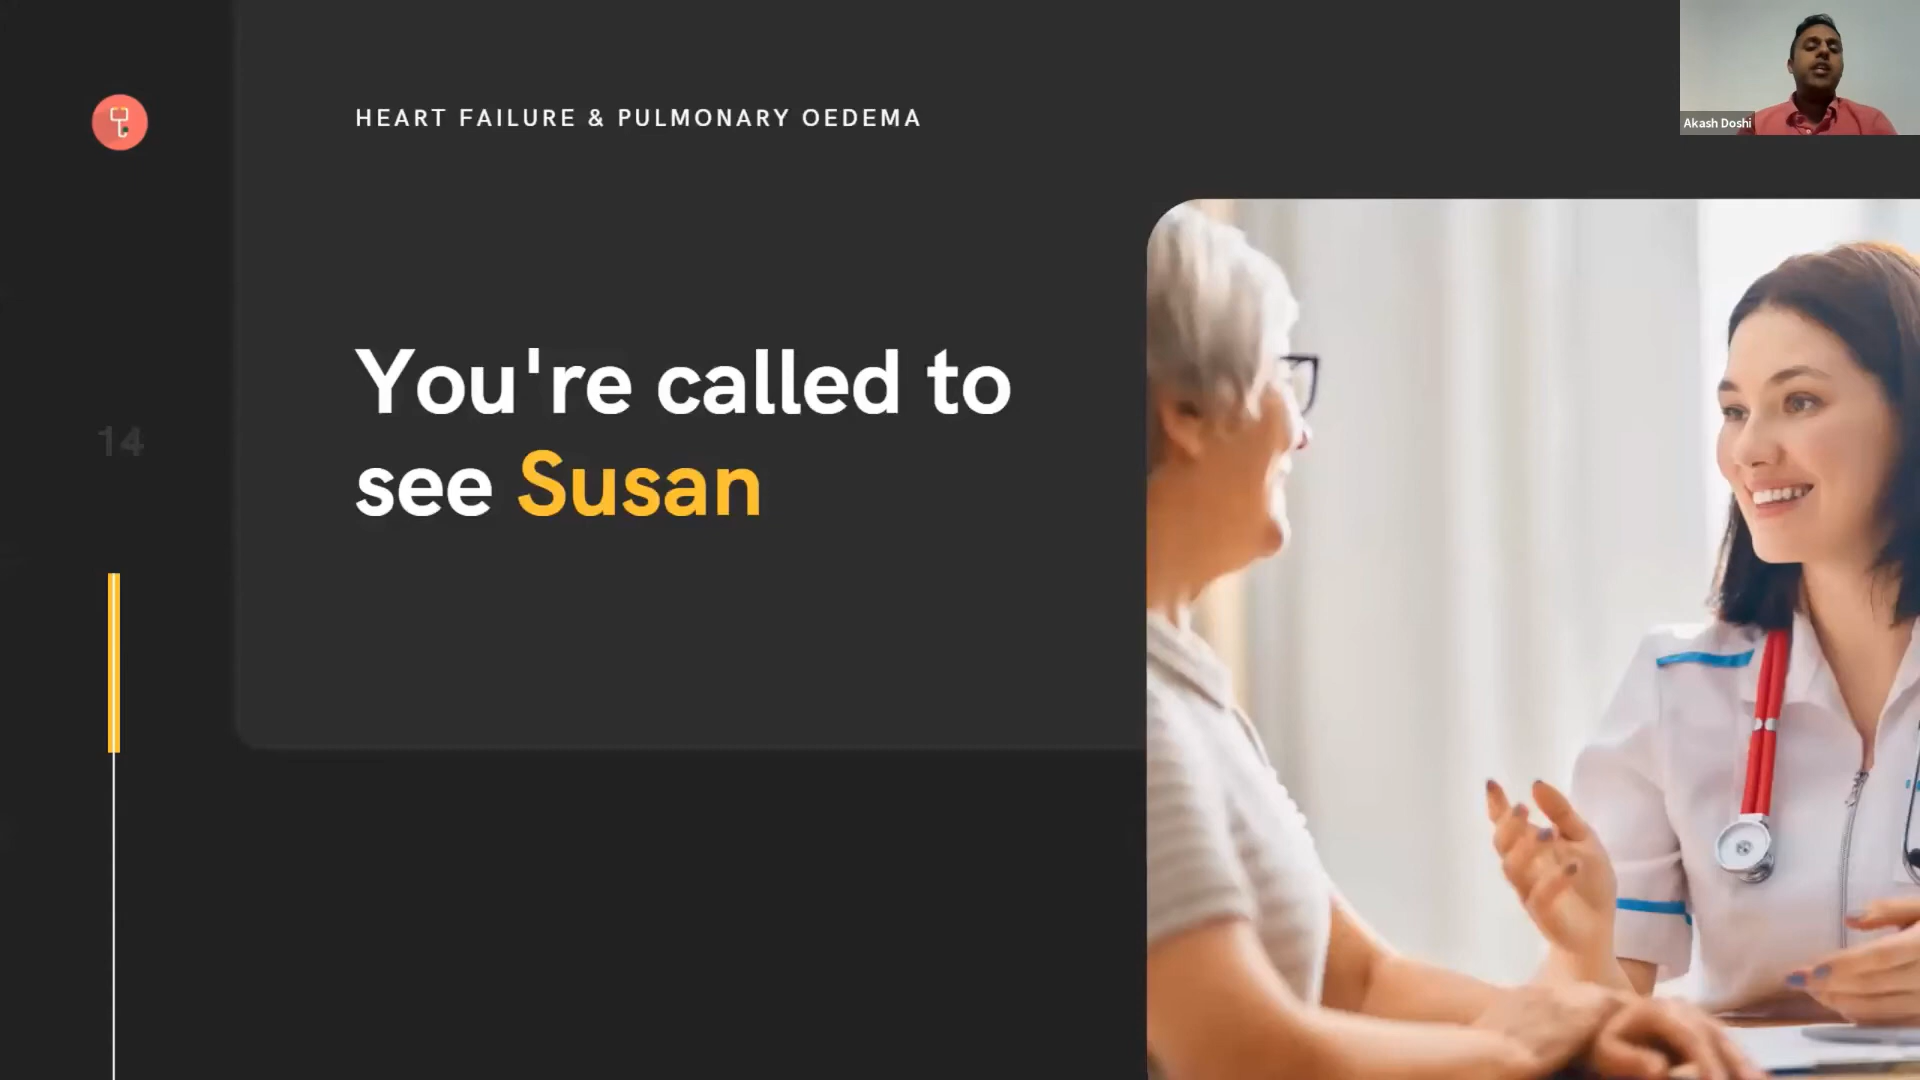 HEART FAILURE & PULMONARY OEDEMA
Akash Doshi
14
You're called to
see Susan